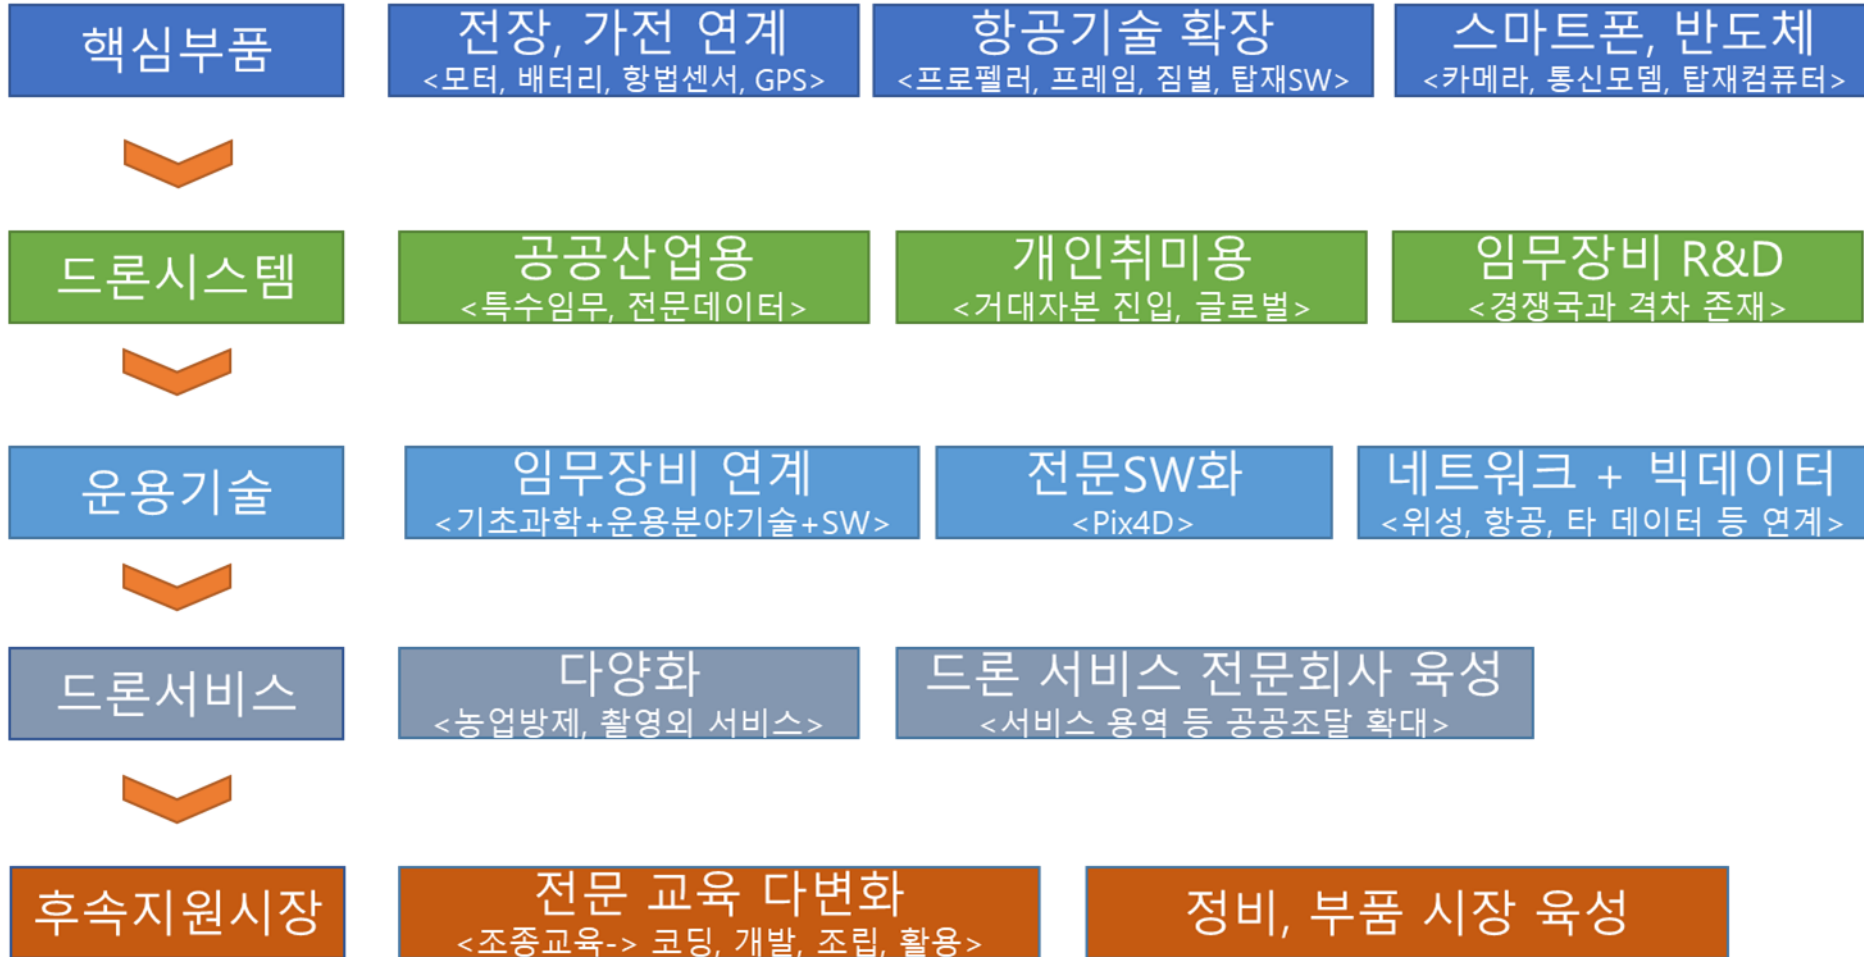 핵심부품
전장, 가전 연계
<모터, 배터리, 항법센서, GPS>
항공기술 확장
<프로펠러, 프레임, 짐벌, 탑재SW>
스마트폰, 반도체
<카메라, 통신모뎀, 탑재컴퓨터>
드론시스템
공공산업용
<특수임무, 전문데이터>
개인취미용
<거대자본 진입, 글로벌>
임무장비 R&D
<경쟁국과 격차 존재>
운용기술
임무장비 연계
<기초과학+운용분야기술+SW>
전문SW화
<Pix4D>
네트워크 + 빅데이터
<위성, 항공, 타 데이터 등 연계>
드론서비스
다양화
<농업방제, 촬영외 서비스>
드론 서비스 전문회사 육성
<서비스 용역 등 공공조달 확대>
후속지원시장
전문 교육 다변화
<조종교육-> 코딩, 개발, 조립, 활용>
정비, 부품 시장 육성